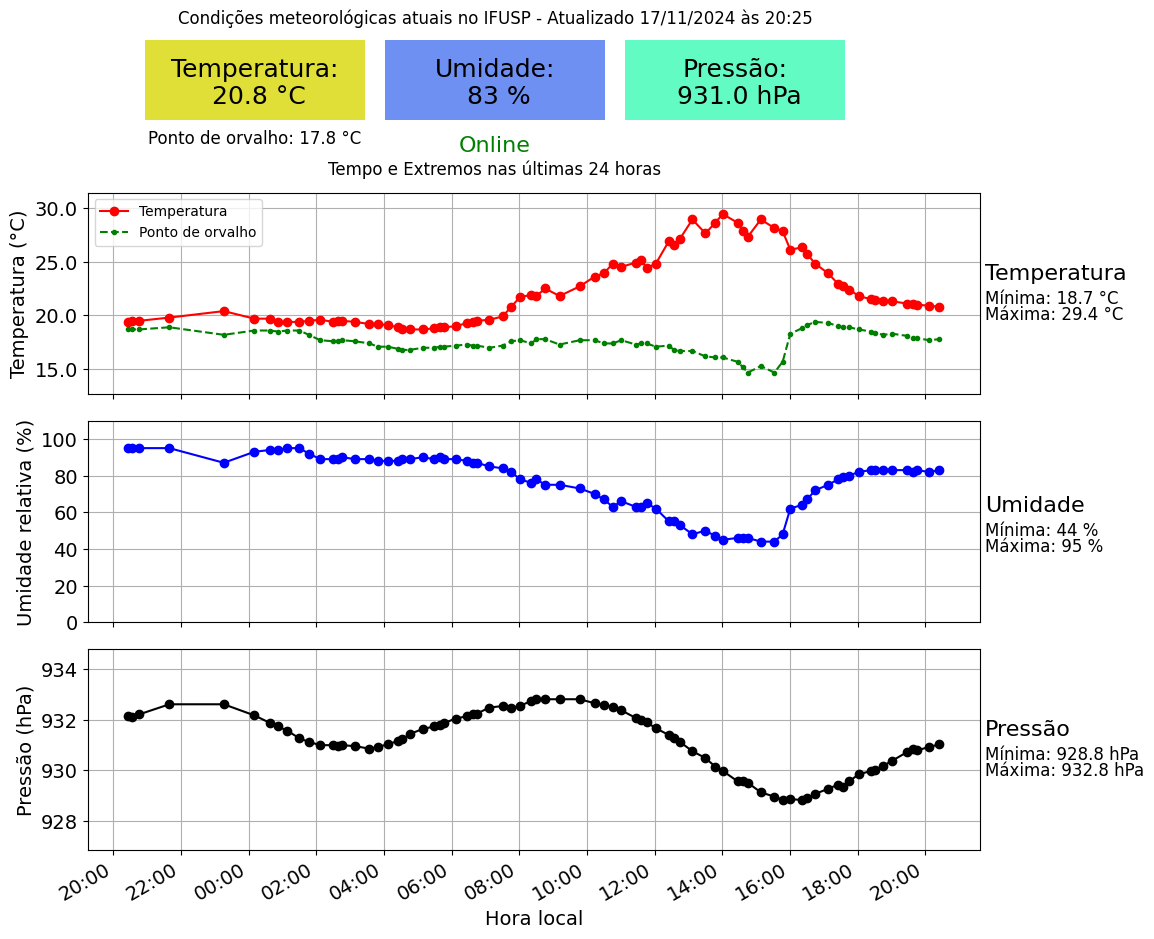 Condições meteorológicas atuais no IFUSP - Atualizado 17/11/2024 às 20:25
Temperatura:
20.8 °C
Umidade:
83 %
Pressão:
931.0 hPa
Ponto de orvalho: 17.8 °C
Online
Tempo e Extremos nas últimas 24 horas
Temperatura (°C)
30.0
25.0
20.0
15.0
Temperatura
Ponto de orvalho
Temperatura
Mínima: 18.7 °C
Máxima: 29.4 °C
Umidade relativa (%)
100
80
60
40
20
0
Umidade
Mínima: 44 %
Máxima: 95 %
Pressão (hPa)
934
932
930
928
Pressão
Mínima: 928.8 hPa
Máxima: 932.8 hPa
20:00 22:00 00:00 02:00 04:00 06:00 08:00 10:00 12:00 14:00 16:00 18:00 20:00
Hora local